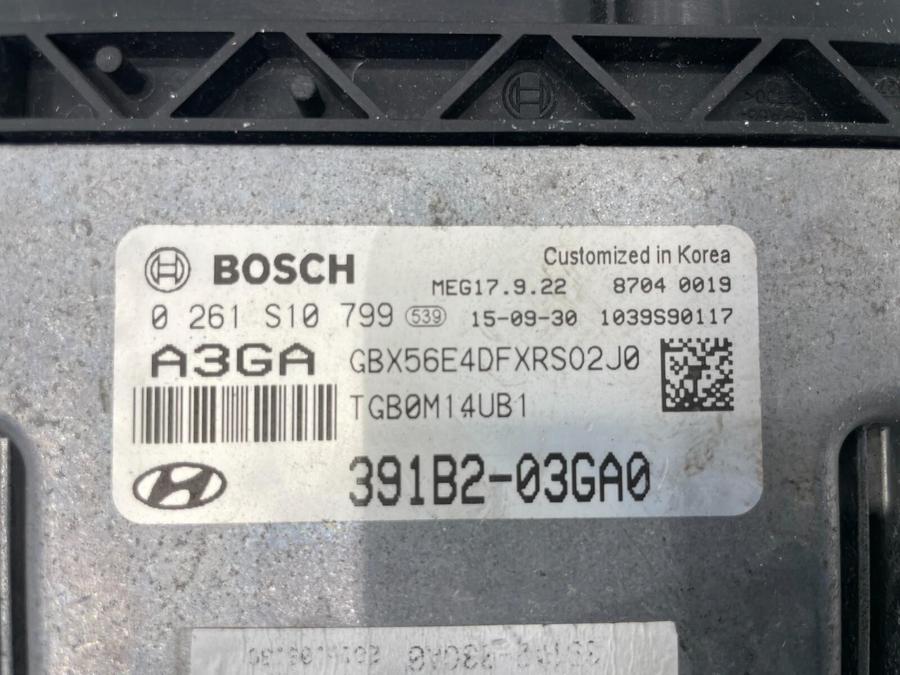 BOSCH
Customized in Korea
MEG17.9.22 8704 0019
0 261 S10 799 539 15-09-30 1039S90117
A3GA GBX56E4DFXRS02J0
TGB0M14UB1
391B2-03GA0